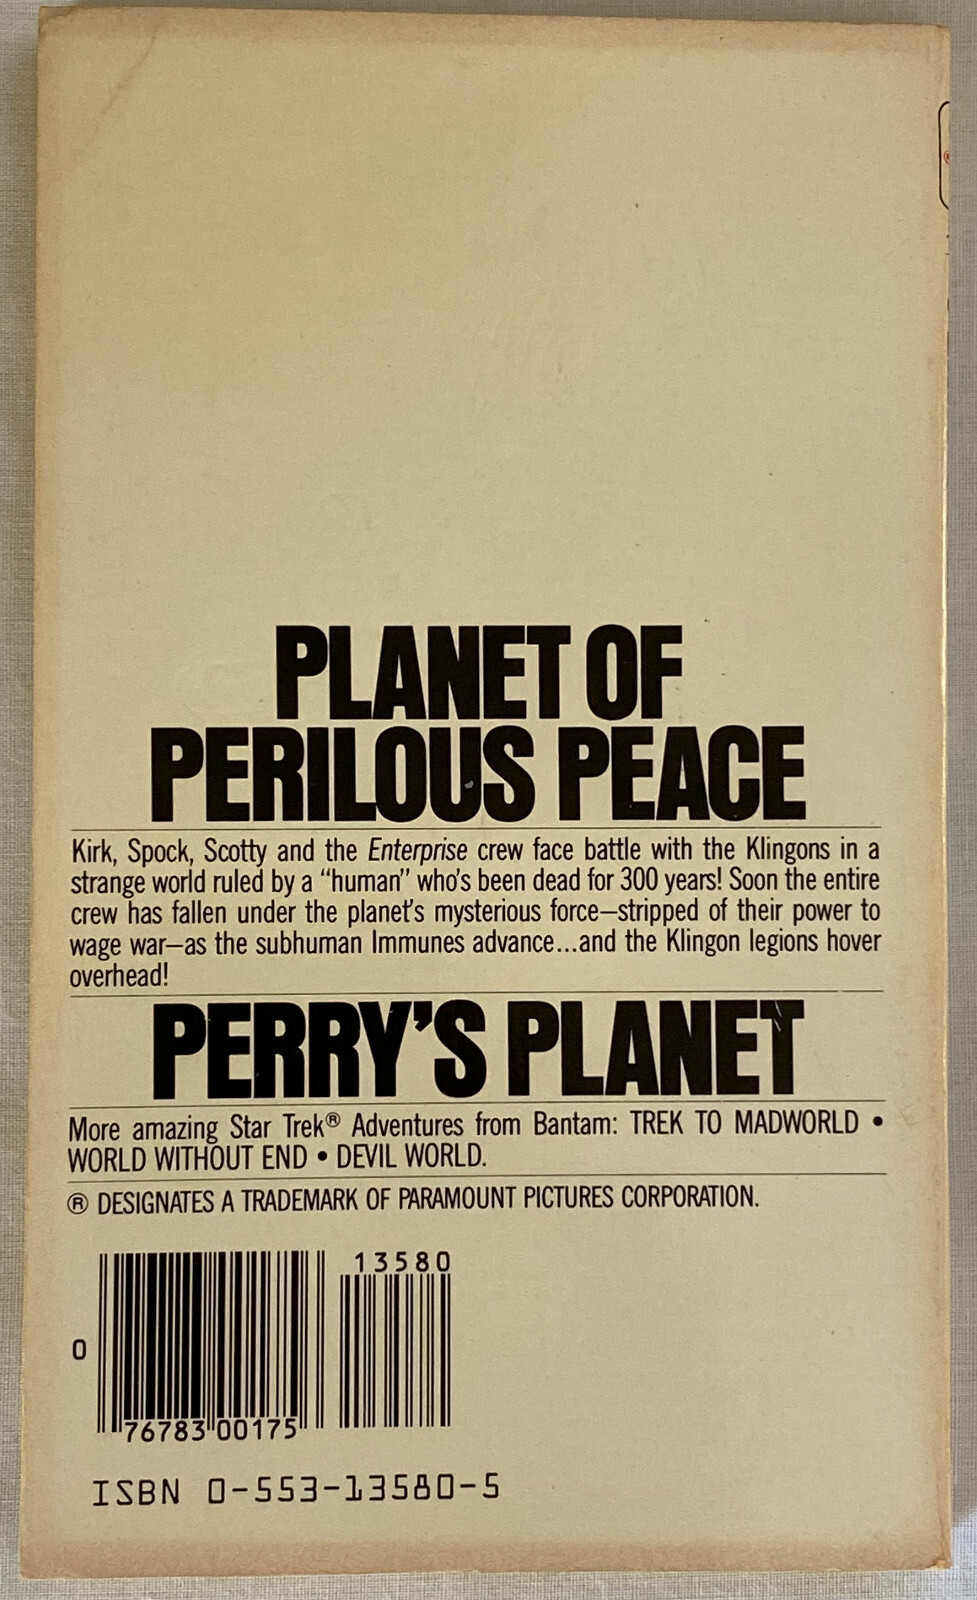 PLANET OF
PERILOUS PEACE
Kirk, Spock, Scotty and the Enterprise crew face battle with the Klingons in a
strange world ruled by a “human” who's been dead for 300 years! Soon the entire
crew has fallen under the planet's mysterious force—stripped of their power to
wage war—as the subhuman Immunes advance...and the Klingon legions hover
overhead!
PERRY'S PLANET
More amazing Star Trek® Adventures from Bantam: TREK TO MADWORLD •
WORLD WITHOUT END • DEVIL WORLD.
® DESIGNATES A TRADEMARK OF PARAMOUNT PICTURES CORPORATION.
13580
0
76783 00175
ISBN 0-553-13580-5